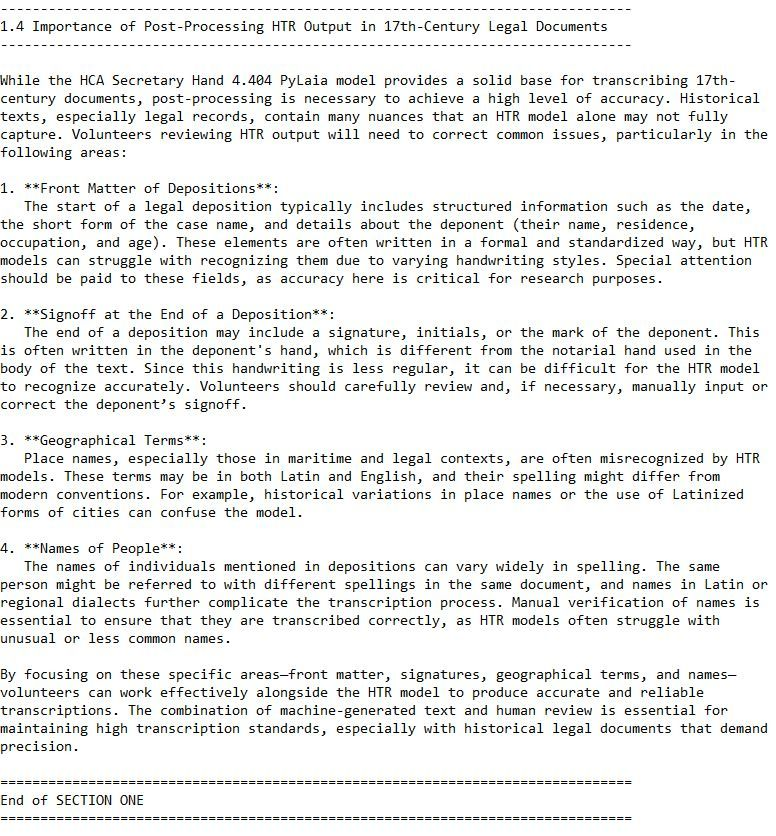 -------------------------------------------------------------------------------
1.4 Importance of Post-Processing HTR Output in 17th-Century Legal Documents
-------------------------------------------------------------------------------
While the HCA Secretary Hand 4.404 PyLaia model provides a solid base for transcribing 17th-
century documents, post-processing is necessary to achieve a high level of accuracy. Historical
texts, especially legal records, contain many nuances that an HTR model alone may not fully
capture. Volunteers reviewing HTR output will need to correct common issues, particularly in the
following areas:
1. **Front Matter of Depositions**:
The start of a legal deposition typically includes structured information such as the date,
the short form of the case name, and details about the deponent (their name, residence,
occupation, and age). These elements are often written in a formal and standardized way, but HTR
models can struggle with recognizing them due to varying handwriting styles. Special attention
should be paid to these fields, as accuracy here is critical for research purposes.
2. **Signoff at the End of a Deposition**:
The end of a deposition may include a signature, initials, or the mark of the deponent. This
is often written in the deponent's hand, which is different from the notarial hand used in the
body of the text. Since this handwriting is less regular, it can be difficult for the HTR model
to recognize accurately. Volunteers should carefully review and, if necessary, manually input or
correct the deponent’s signoff.
3. **Geographical Terms**:
Place names, especially those in maritime and legal contexts, are often misrecognized by HTR
models. These terms may be in both Latin and English, and their spelling might differ from
modern conventions. For example, historical variations in place names or the use of Latinized
forms of cities can confuse the model.
4. **Names of People**:
The names of individuals mentioned in depositions can vary widely in spelling. The same
person might be referred to with different spellings in the same document, and names in Latin or
regional dialects further complicate the transcription process. Manual verification of names is
essential to ensure that they are transcribed correctly, as HTR models often struggle with
unusual or less common names.
By focusing on these specific areas—front matter, signatures, geographical terms, and names—
volunteers can work effectively alongside the HTR model to produce accurate and reliable
transcriptions. The combination of machine-generated text and human review is essential for
maintaining high transcription standards, especially with historical legal documents that demand
precision.
===============================================================================
End of SECTION ONE
===============================================================================